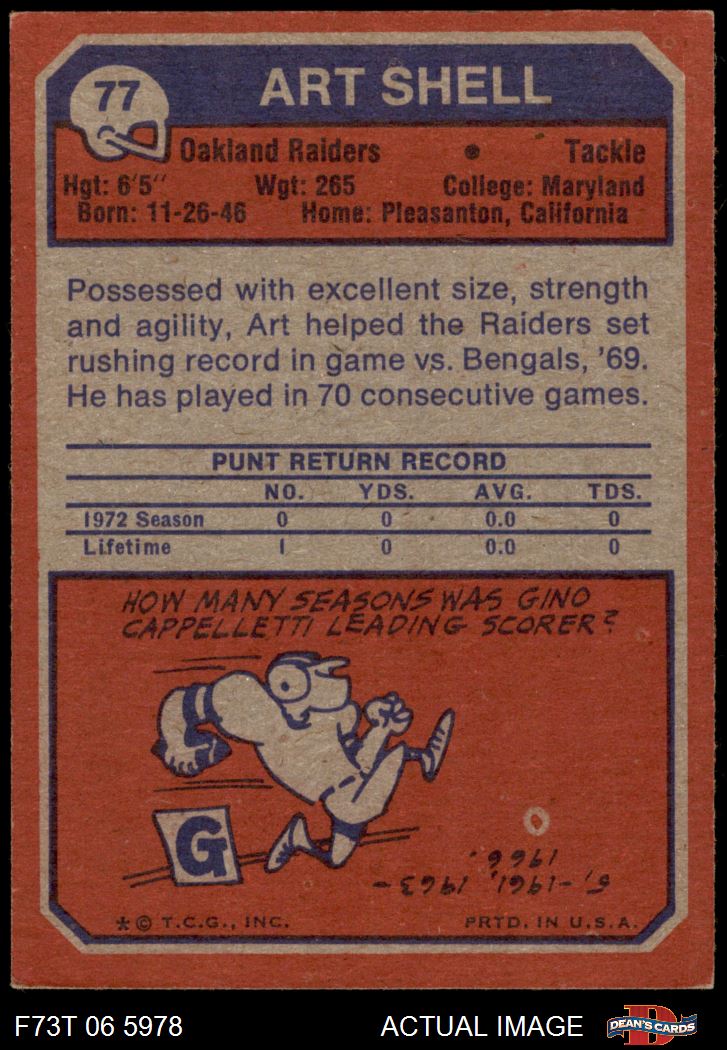 77
ART SHELL
Oakland Raiders • Tackle
Hgt: 6'5" Wgt: 265 College: Maryland
Born: 11-26-46 Home: Pleasanton, California
Possessed with excellent size, strength
and agility, Art helped the Raiders set
rushing record in game vs. Bengals, '69.
He has played in 70 consecutive games.
PUNT RETURN RECORD
NO. YDS. AVG. TDS.
1972 Season 0 0 0.0 0
Lifetime 1 0 0.0 0
HOW MANY SEASONS WAS GINO
CAPPELLETTI LEADING SCORER?
G
5, -1961, 1963-
1966.
* © T.C.G., INC. PRTD. IN U.S.A.
F73T 06 5978 ACTUAL IMAGE DEAN'S CARDS